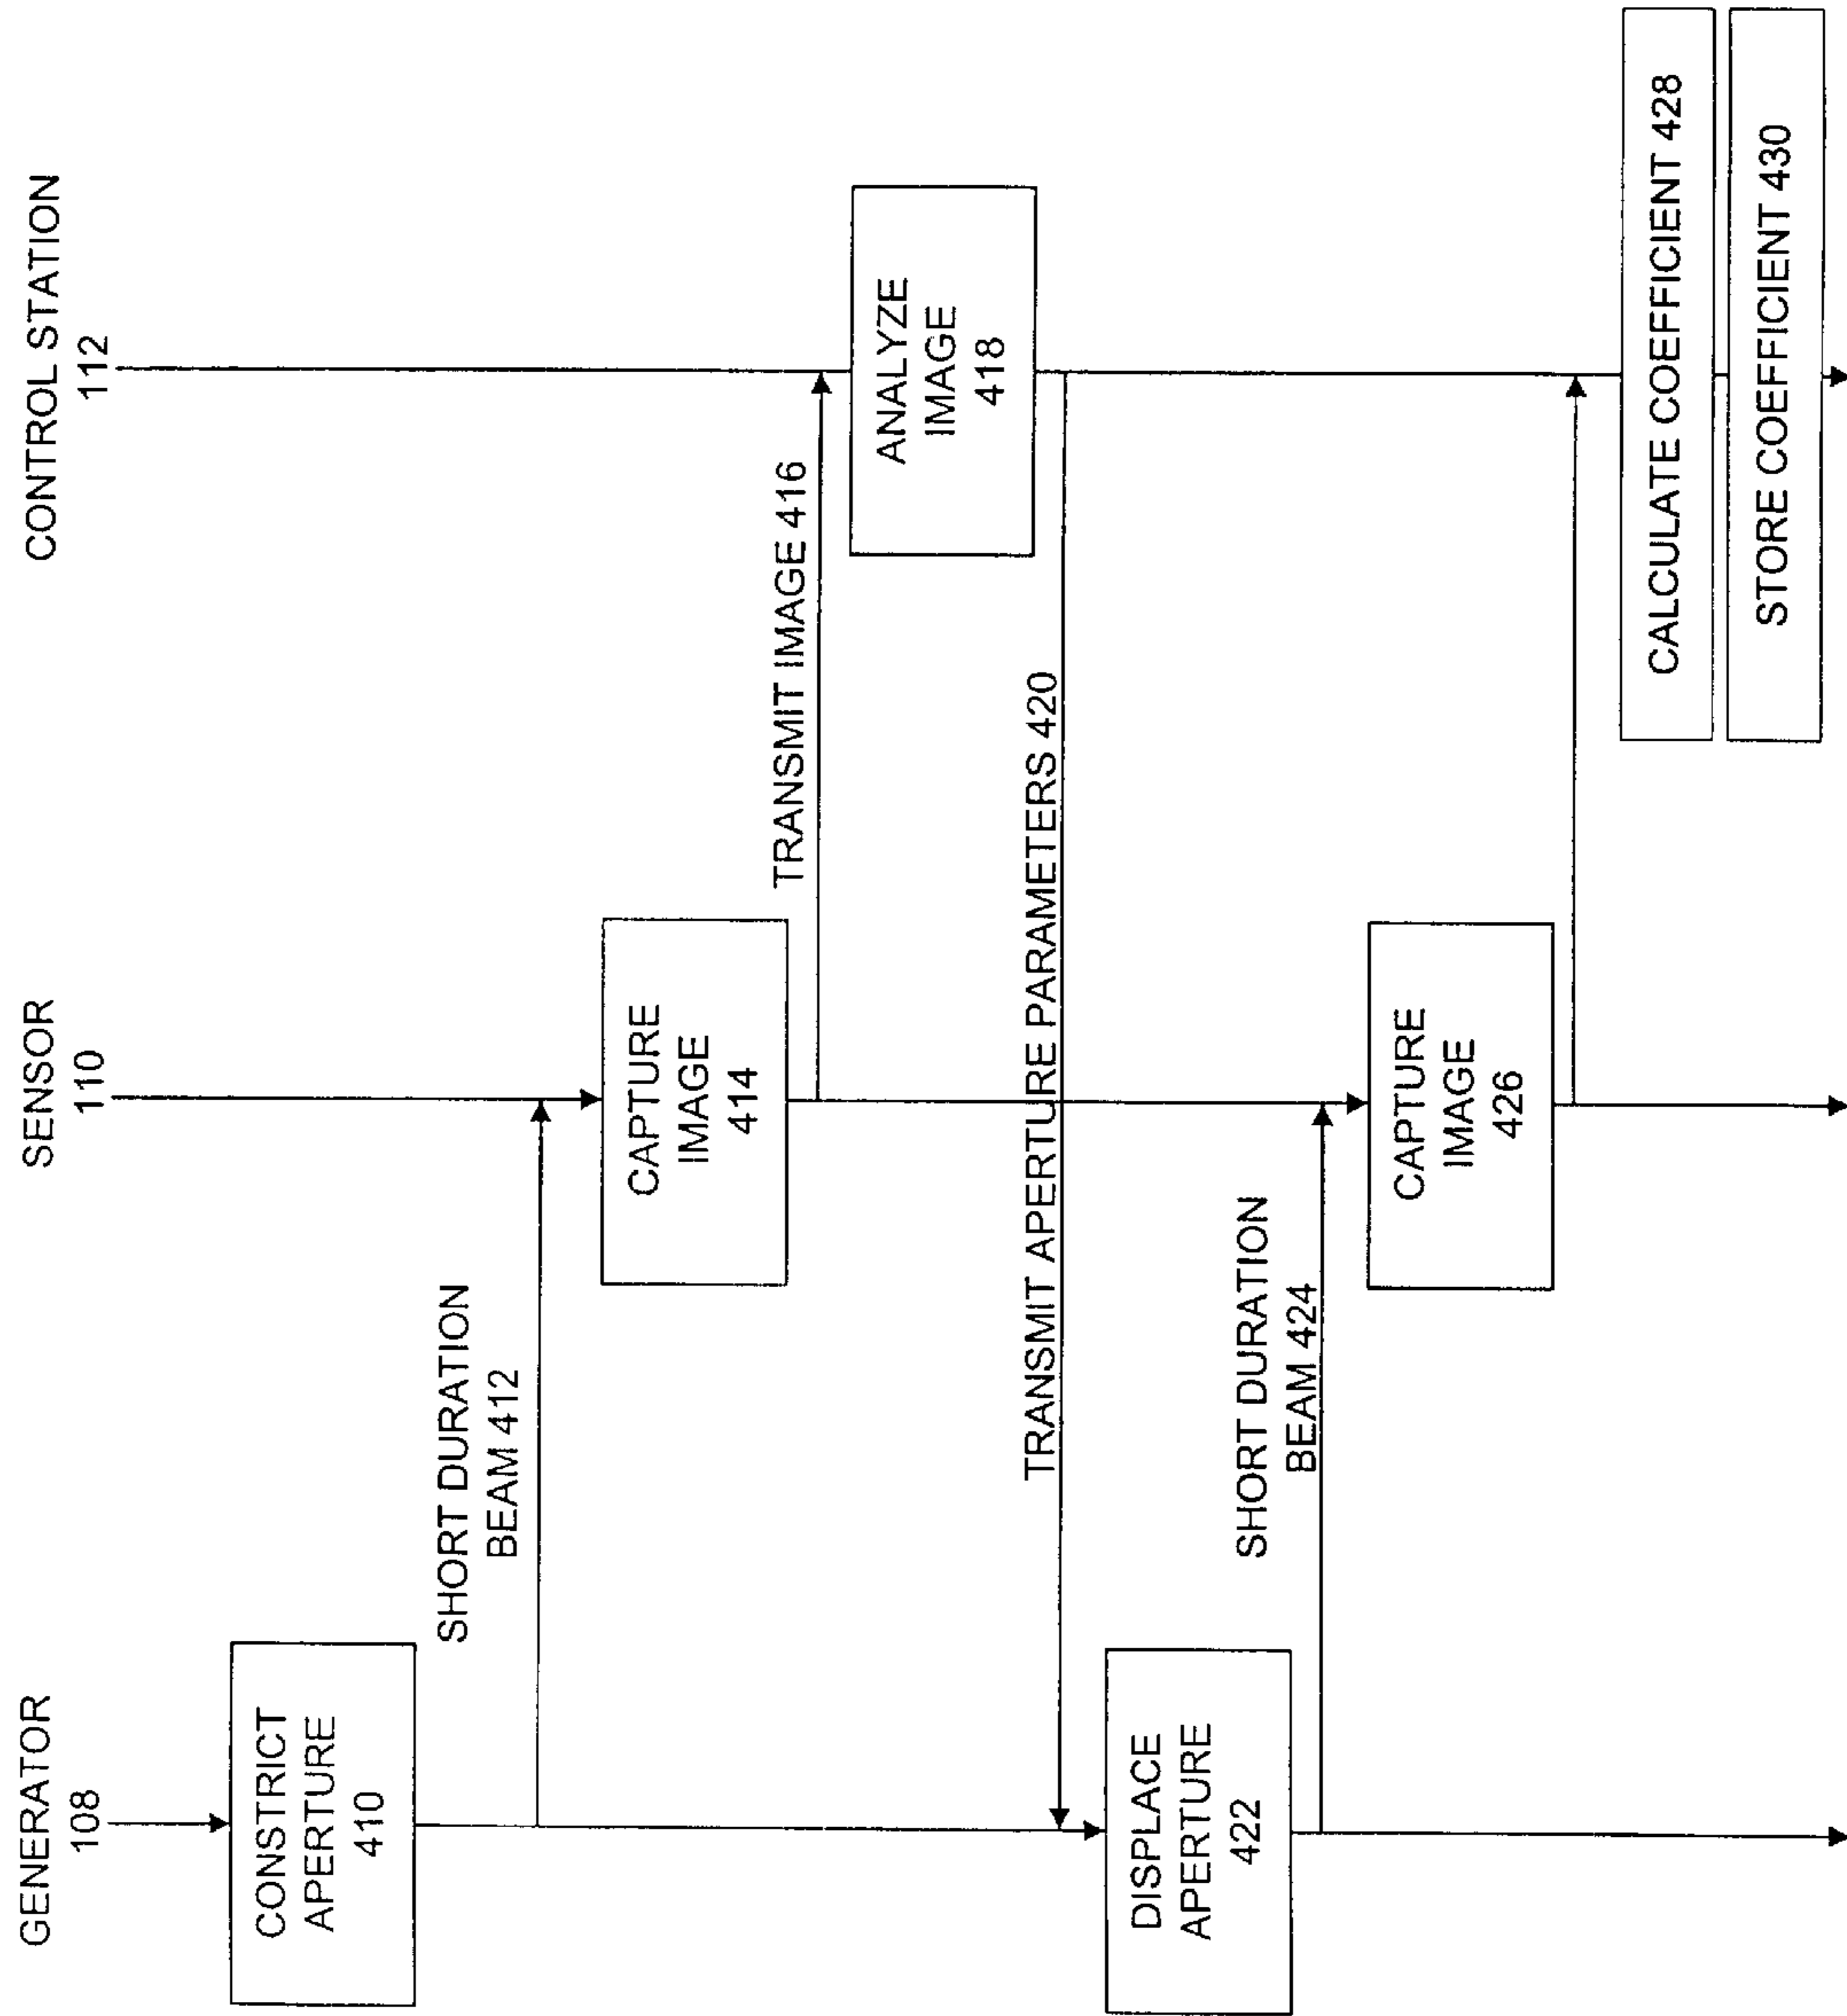 GENERATOR
108
SENSOR
110
CONTROL STATION
112
CONSTRICT
APERTURE
410
SHORT DURATION
BEAM 412
CAPTURE
IMAGE
414
TRANSMIT IMAGE 416
ANALYZE
IMAGE
418
TRANSMIT APERTURE PARAMETERS 420
DISPLACE
APERTURE
422
SHORT DURATION
BEAM 424
CAPTURE
IMAGE
426
CALCULATE COEFFICIENT 428
STORE COEFFICIENT 430